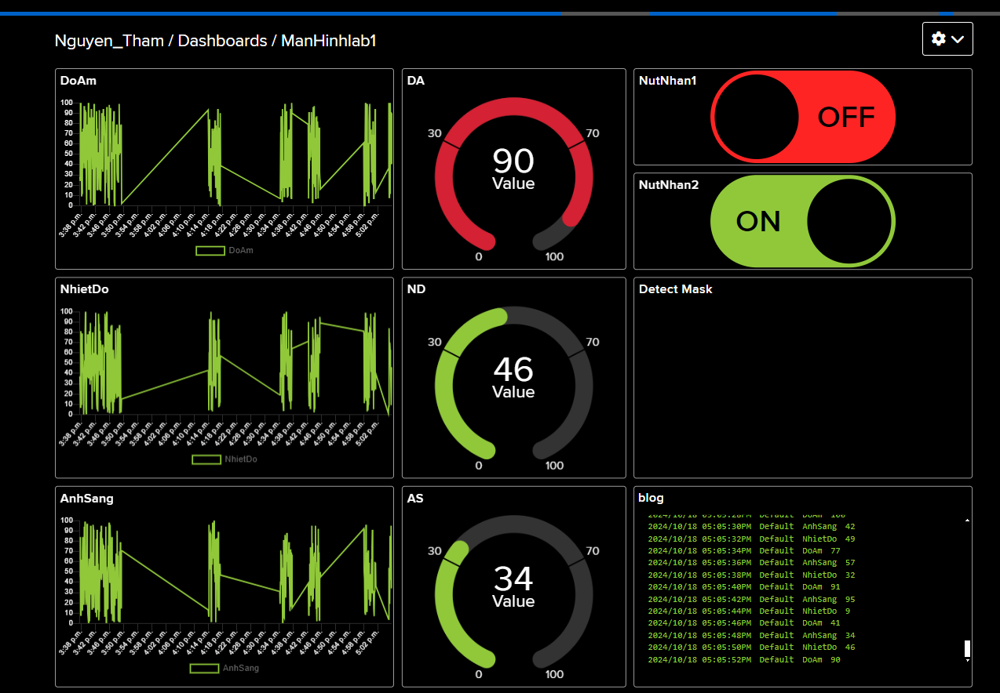 Nguyen_Tham / Dashboards / ManHinhlab1
DoAm
100
90
80
70
60
50
40
30
20
10
0
3:38 p.m.
3:42 p.m.
3:46 p.m.
3:50 p.m.
3:54 p.m.
3:58 p.m.
4:02 p.m.
4:06 p.m.
4:10 p.m.
4:14 p.m.
4:18 p.m.
4:22 p.m.
4:26 p.m.
4:30 p.m.
4:34 p.m.
4:38 p.m.
4:42 p.m.
4:46 p.m.
4:50 p.m.
4:54 p.m.
4:58 p.m.
5:02 p.m.
DoAm
DA
30
70
90
Value
0
100
NutNhan1
OFF
NutNhan2
ON
NhietDo
100
90
80
70
60
50
40
30
20
10
0
3:38 p.m.
3:42 p.m.
3:46 p.m.
3:50 p.m.
3:54 p.m.
3:58 p.m.
4:02 p.m.
4:06 p.m.
4:10 p.m.
4:14 p.m.
4:18 p.m.
4:22 p.m.
4:26 p.m.
4:30 p.m.
4:34 p.m.
4:38 p.m.
4:42 p.m.
4:46 p.m.
4:50 p.m.
4:54 p.m.
4:58 p.m.
5:02 p.m.
NhietDo
ND
30
70
46
Value
0
100
Detect Mask
AnhSang
100
90
80
70
60
50
40
30
20
10
0
3:38 p.m.
3:42 p.m.
3:46 p.m.
3:50 p.m.
3:54 p.m.
3:58 p.m.
4:02 p.m.
4:06 p.m.
4:10 p.m.
4:14 p.m.
4:18 p.m.
4:22 p.m.
4:26 p.m.
4:30 p.m.
4:34 p.m.
4:38 p.m.
4:42 p.m.
4:46 p.m.
4:50 p.m.
4:54 p.m.
4:58 p.m.
5:02 p.m.
AnhSang
AS
30
70
34
Value
0
100
blog
2024/10/18 05:05:28PM Default DoAm 100
2024/10/18 05:05:30PM Default AnhSang 42
2024/10/18 05:05:32PM Default NhietDo 49
2024/10/18 05:05:34PM Default DoAm 77
2024/10/18 05:05:36PM Default AnhSang 57
2024/10/18 05:05:38PM Default NhietDo 32
2024/10/18 05:05:40PM Default DoAm 91
2024/10/18 05:05:42PM Default AnhSang 95
2024/10/18 05:05:44PM Default NhietDo 9
2024/10/18 05:05:46PM Default DoAm 41
2024/10/18 05:05:48PM Default AnhSang 34
2024/10/18 05:05:50PM Default NhietDo 46
2024/10/18 05:05:52PM Default DoAm 90